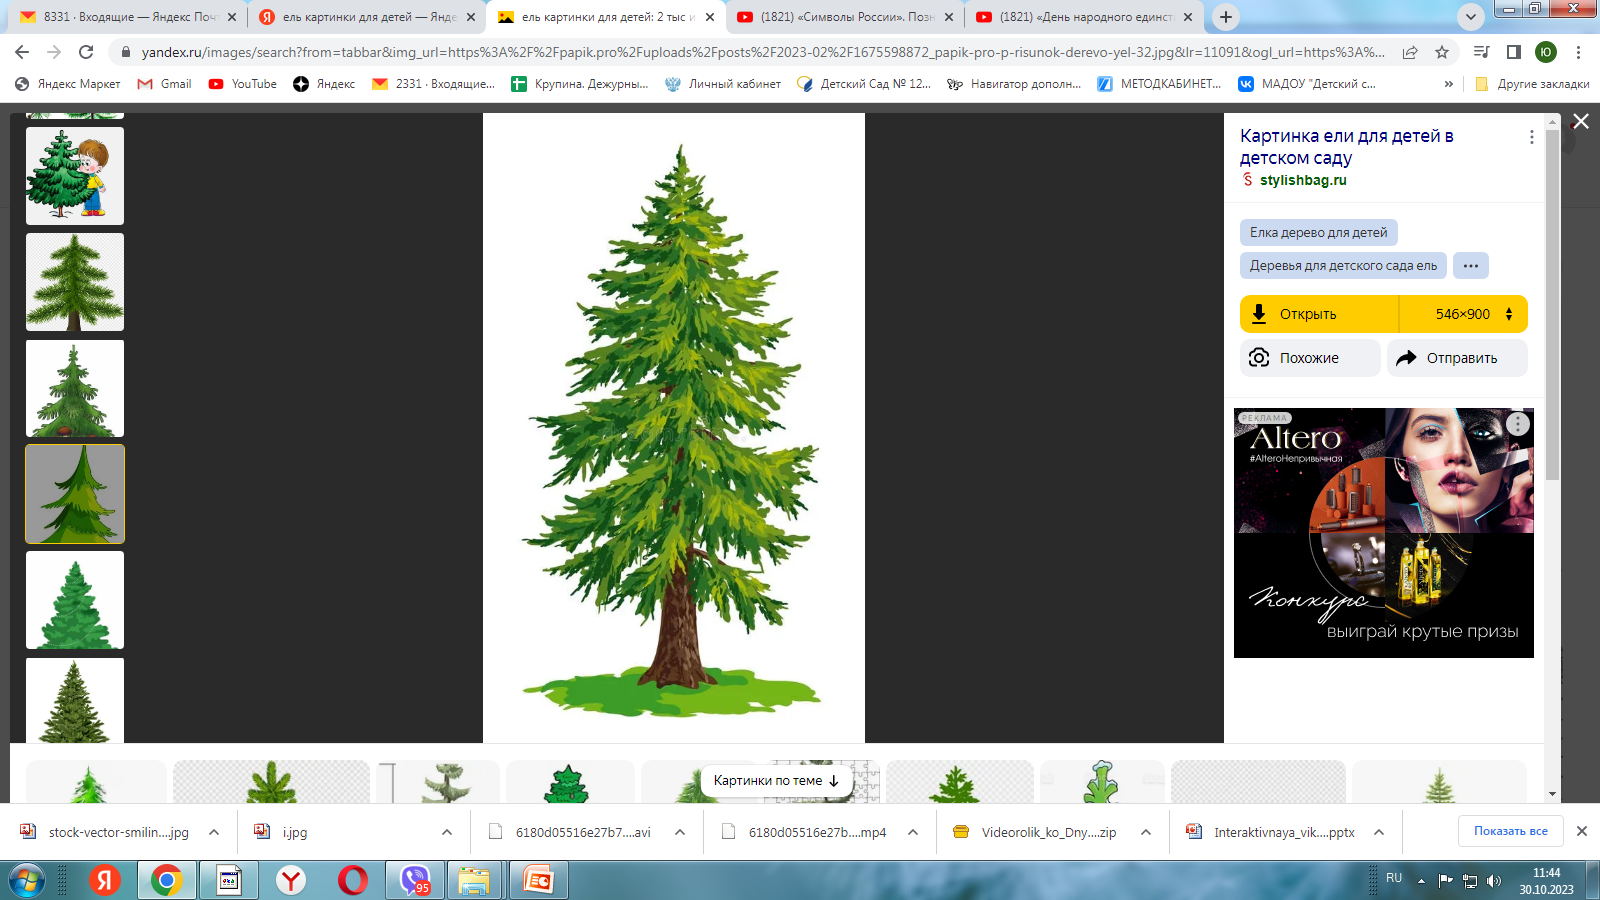 8331 · Входящие — Яндекс Поч
ель картинки для детей — Янде
ель картинки для детей: 2 тыс и
(1821) «Символы России». Позн
(1821) «День народного единст
yandex.ru/images/search?from=tabbar&img_url=https%3A%2F%2Fpapik.pro%2Fuploads%2Fposts%2F2023-02%2F1675598872_papik-pro-p-risunok-derevo-yel-32.jpg&lr=11091&ogl_url=https%3A%...
Ю
Яндекс Маркет
Gmail
YouTube
Яндекс
2331 · Входящие...
Крупина. Дежурны...
Личный кабинет
Детский Сад № 12...
Навигатор дополн...
МЕТОДКАБИНЕТ...
МАДОУ "Детский с...
»
Другие закладки
Картинка ели для детей в
детском саду
stylishbag.ru
Елка дерево для детей
Деревья для детского сада ель
Открыть
546×900
Похожие
Отправить
РЕКЛАМА
Altero
#AlteroНепривычная
Конкурс
выиграй крутые призы
Картинки по теме
stock-vector-smilin....jpg
i.jpg
6180d05516e27b7....avi
6180d05516e27b....mp4
Videorolik_ko_Dny....zip
Interaktivnaya_vik....pptx
Показать все
95
RU
11:44
30.10.2023